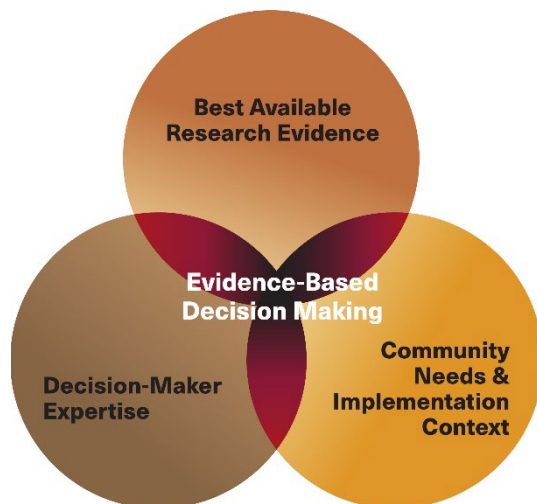 Best Available
Research Evidence
Evidence-Based
Decision Making
Decision-Maker
Expertise
Community
Needs &
Implementation
Context